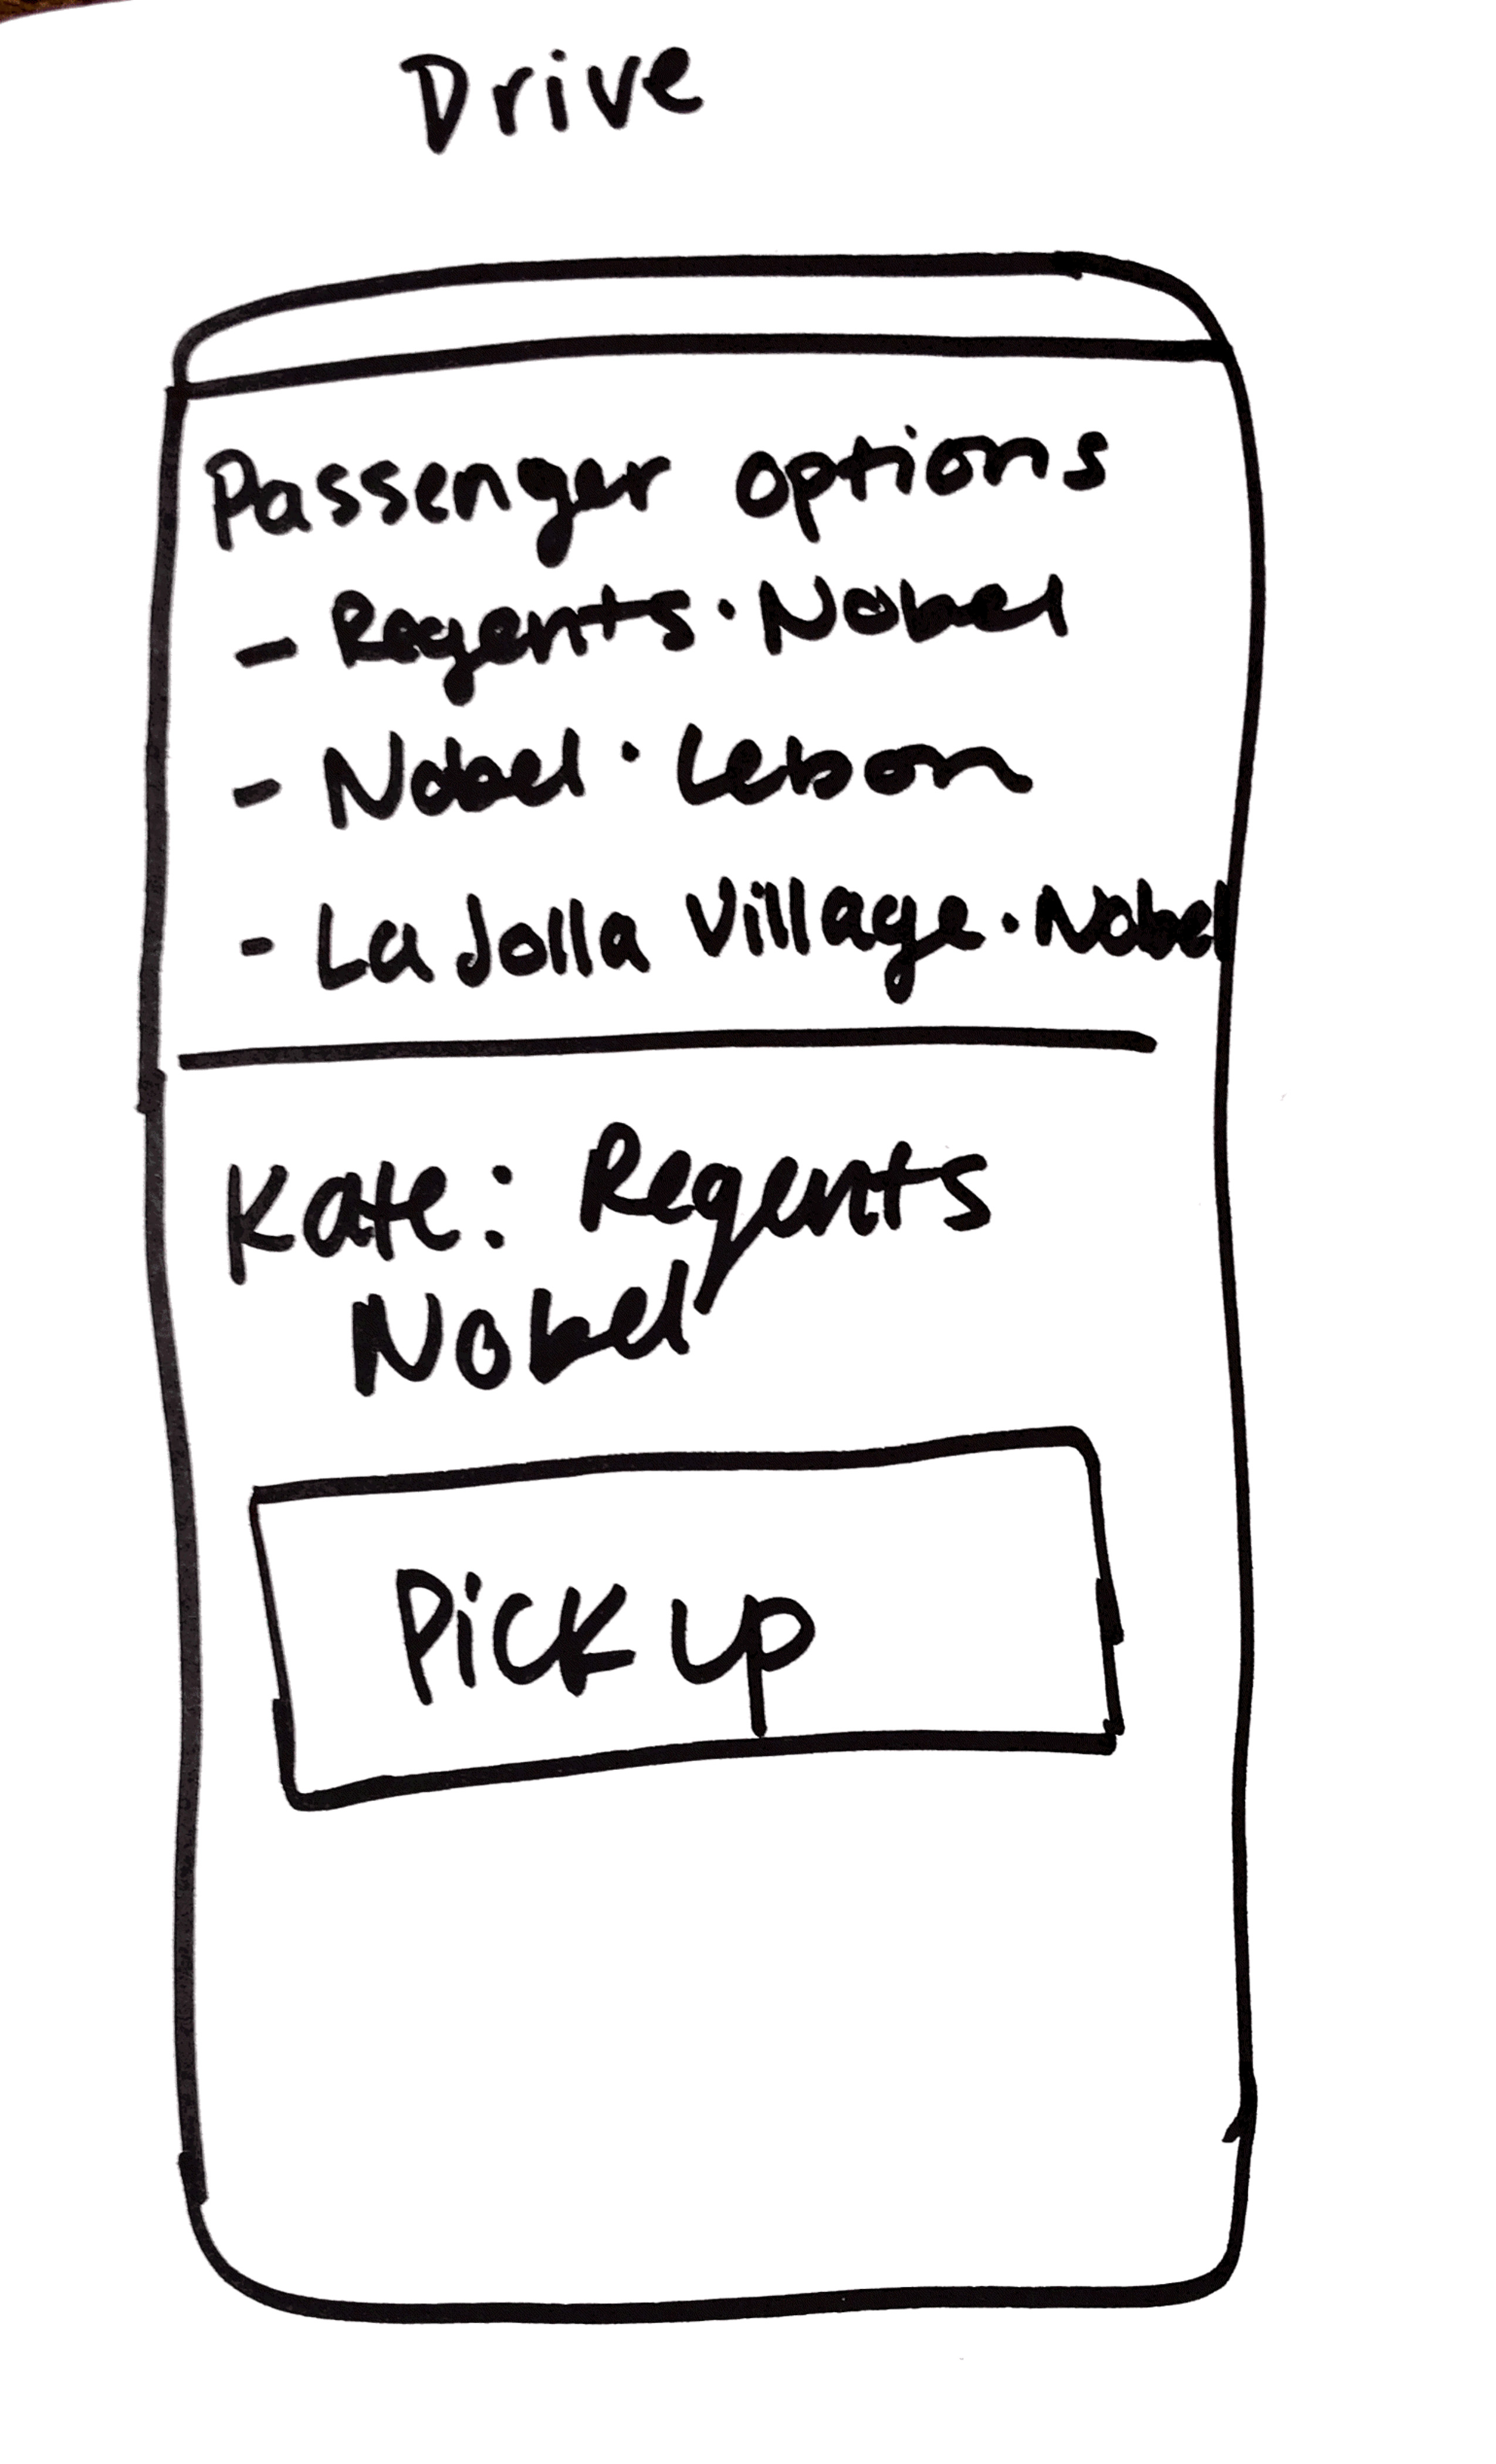 Drive
Passenger options
- Regents · Nobel
- Nobel · Lebon
- La Jolla Village · Nobel
Kate: Regents
Nobel
Pick up